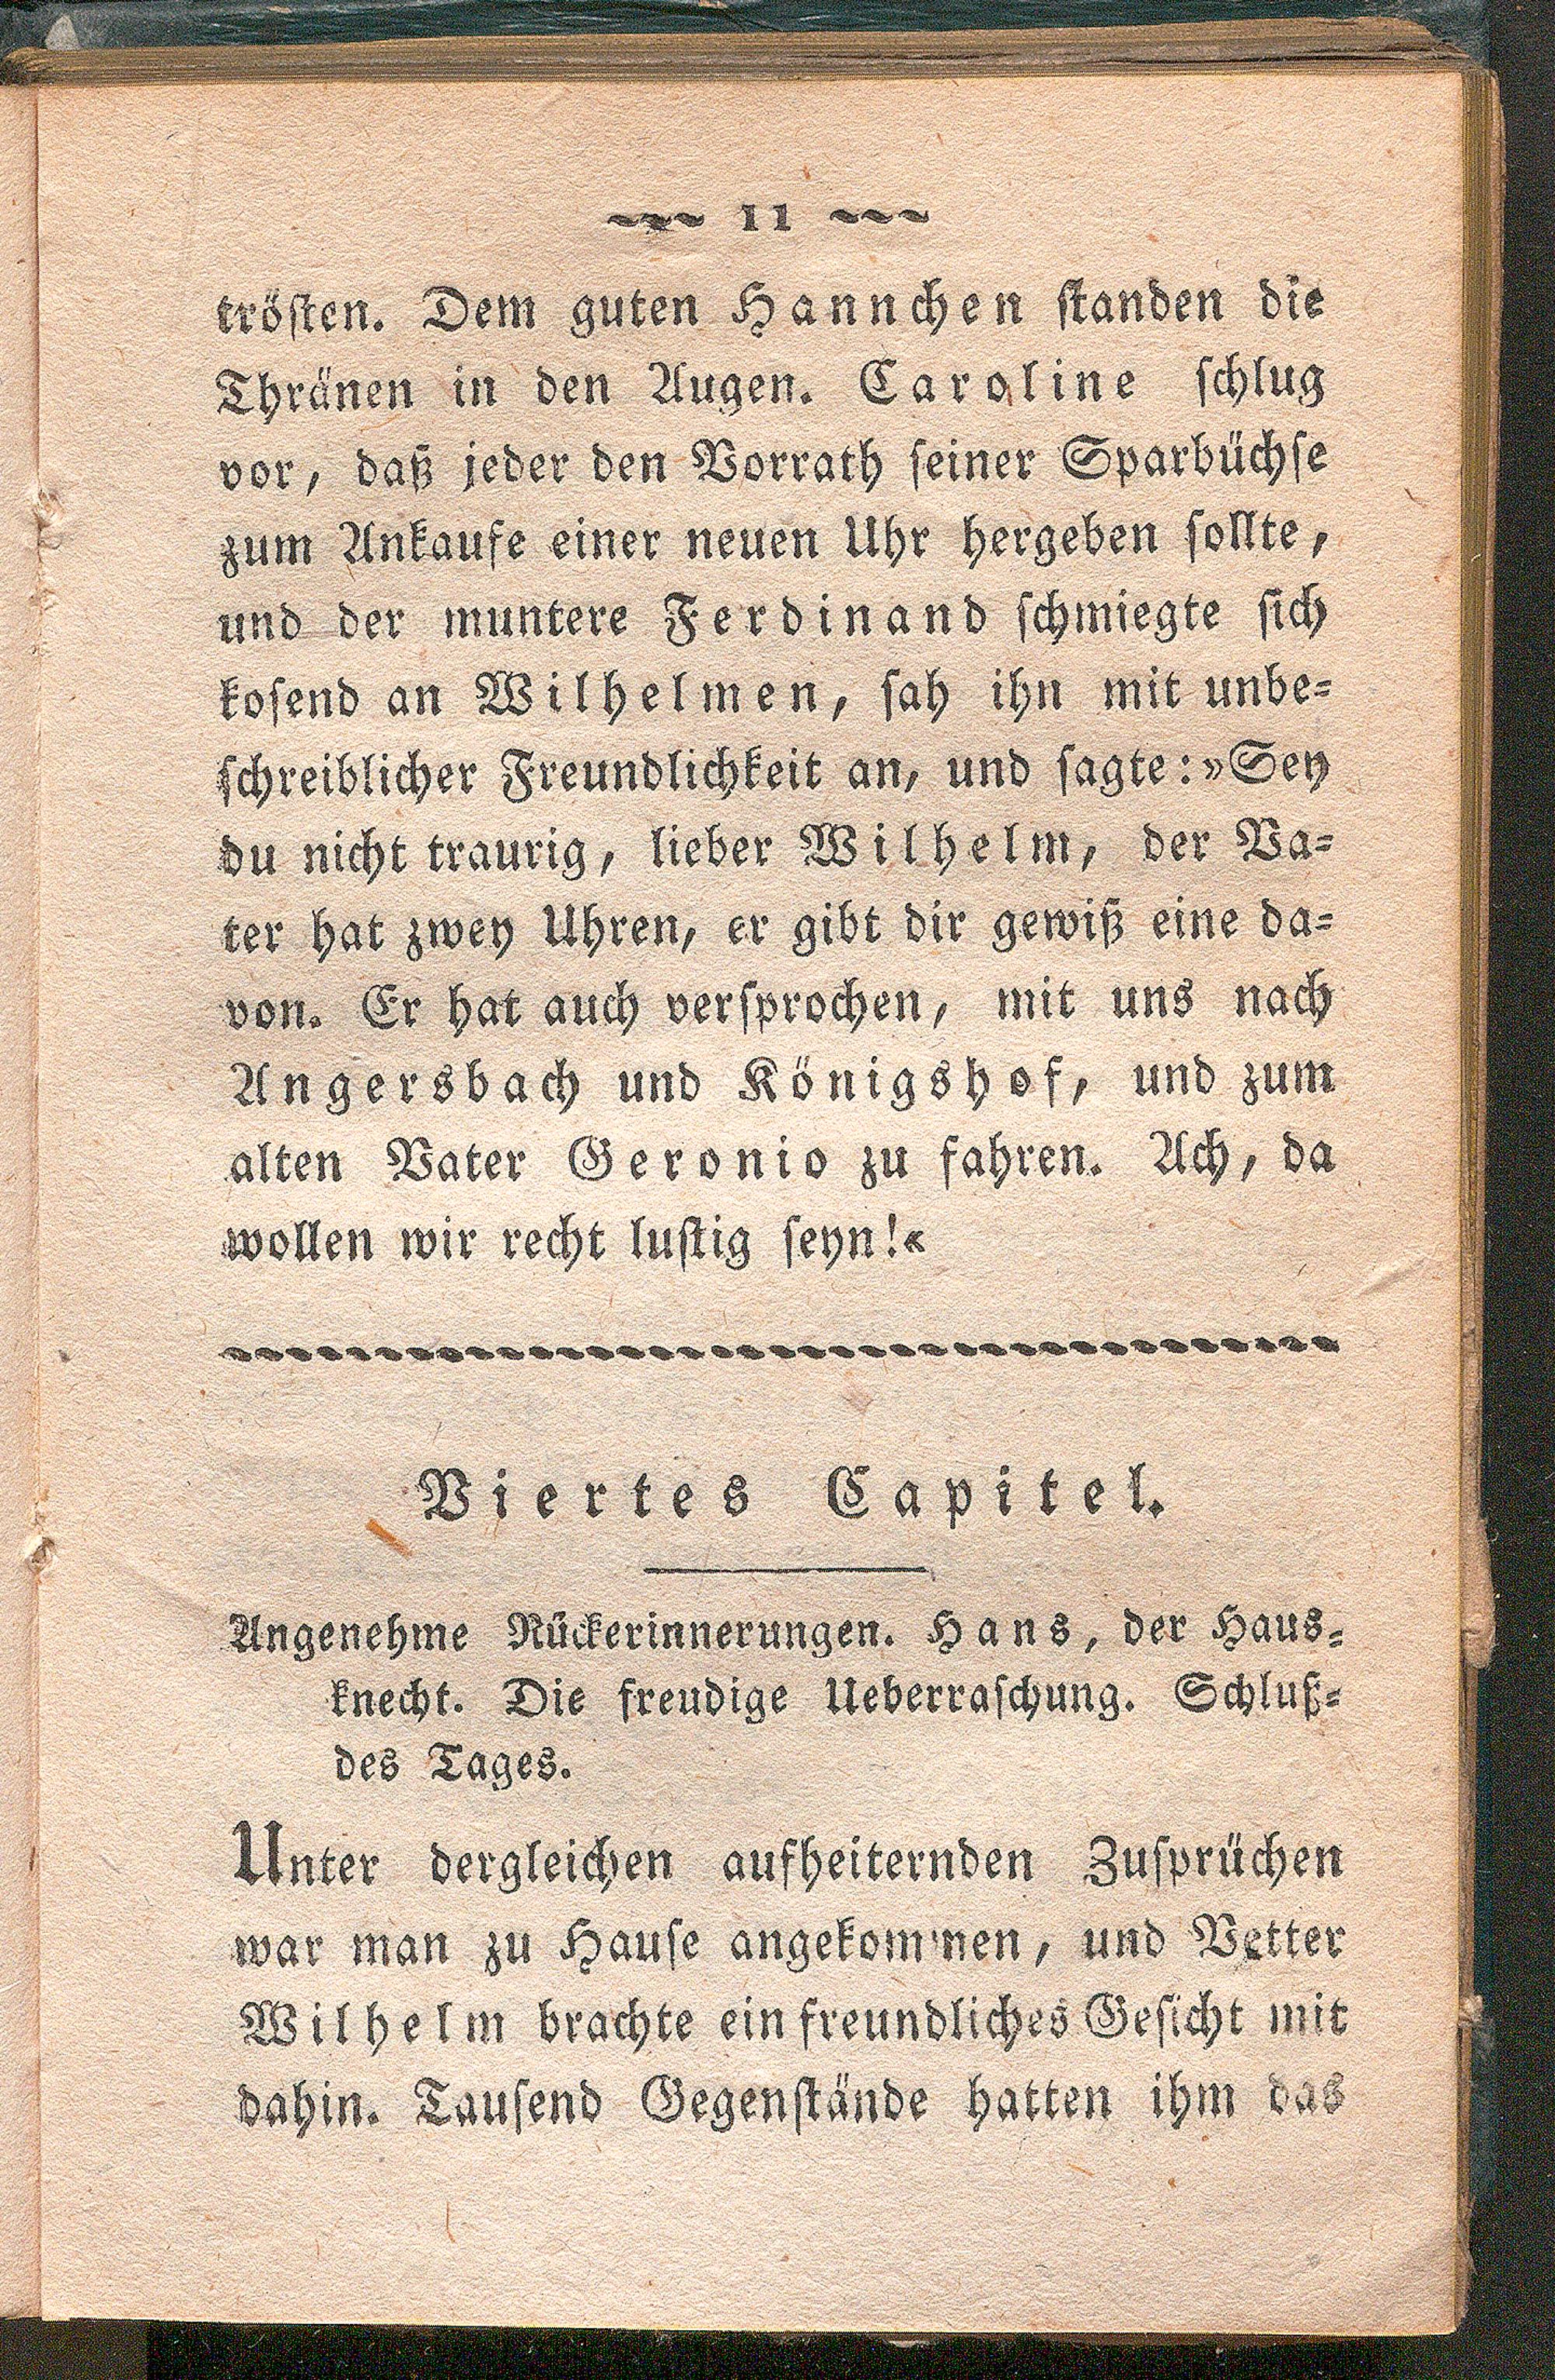 11
trösten. Dem guten Hannchen standen die
Thränen in den Augen. Caroline schlug
vor, daß jeder den Vorrath seiner Sparbüchse
zum Ankaufe einer neuen Uhr hergeben sollte,
und der muntere Ferdinand schmiegte sich
kosend an Wilhelmen, sah ihn mit unbe-
schreiblicher Freundlichkeit an, und sagte: »Sey
du nicht traurig, lieber Wilhelm, der Va-
ter hat zwey Uhren, er gibt dir gewiß eine da-
von. Er hat auch versprochen, mit uns nach
Angersbach und Königshof, und zum
alten Vater Geronio zu fahren. Ach, da
wollen wir recht lustig seyn!«
Viertes Capitel.
Angenehme Rückerinnerungen. Hans, der Haus-
knecht. Die freudige Ueberraschung. Schluß-
des Tages.
Unter dergleichen aufheiternden Zusprüchen
war man zu Hause angekommen, und Vetter
Wilhelm brachte ein freundliches Gesicht mit
dahin. Tausend Gegenstände hatten ihm das